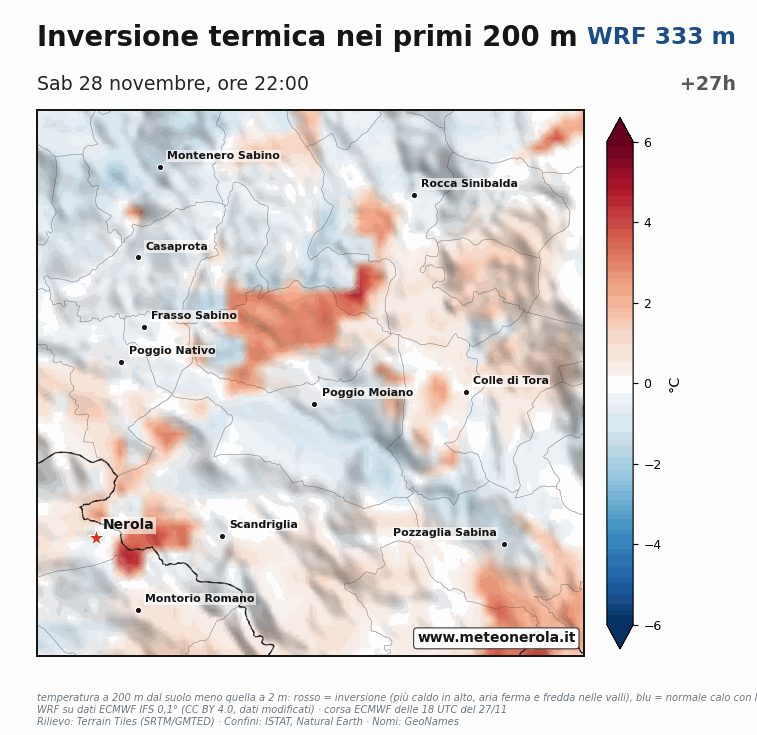 Inversione termica nei primi 200 m WRF 333 m
Sab 28 novembre, ore 22:00
+27h
Montenero Sabino
Rocca Sinibalda
Casaprota
Frasso Sabino
Poggio Nativo
Colle di Tora
Poggio Moiano
Nerola
Scandriglia
Pozzaglia Sabina
Montorio Romano
www.meteonerola.it
6
4
2
0
−2
−4
−6
°C
temperatura a 200 m dal suolo meno quella a 2 m: rosso = inversione (più caldo in alto, aria ferma e fredda nelle valli), blu = normale calo con l
WRF su dati ECMWF IFS 0,1° (CC BY 4.0, dati modificati) · corsa ECMWF delle 18 UTC del 27/11
Rilievo: Terrain Tiles (SRTM/GMTED) · Confini: ISTAT, Natural Earth · Nomi: GeoNames